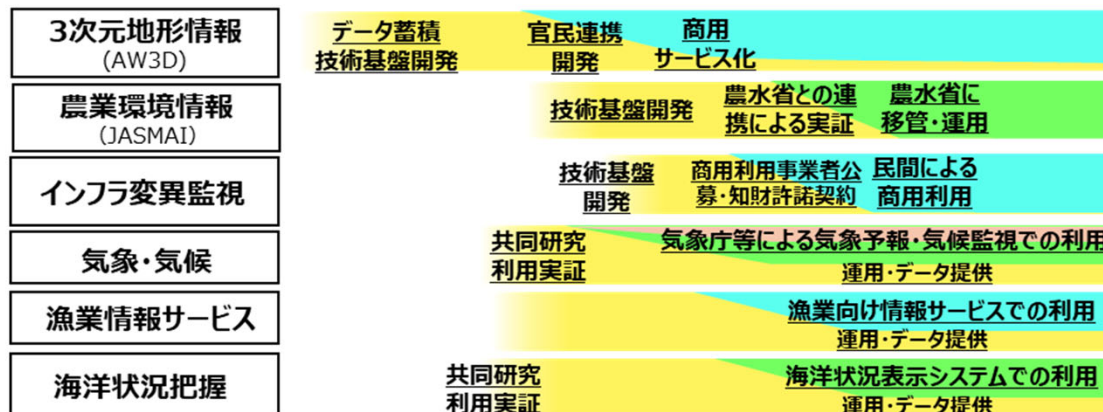 3次元地形情報
(AW3D)
データ蓄積
技術基盤開発
官民連携
開発
商用
サービス化
農業環境情報
(JASMAI)
技術基盤開発
農水省との連
携による実証
農水省に
移管・運用
インフラ変異監視
技術基盤
開発
商用利用事業者公
募・知財許諾契約
民間による
商用利用
気象・気候
共同研究
利用実証
気象庁等による気象予報・気候監視での利用
運用・データ提供
漁業情報サービス
漁業向け情報サービスでの利用
運用・データ提供
海洋状況把握
共同研究
利用実証
海洋状況表示システムでの利用
運用・データ提供